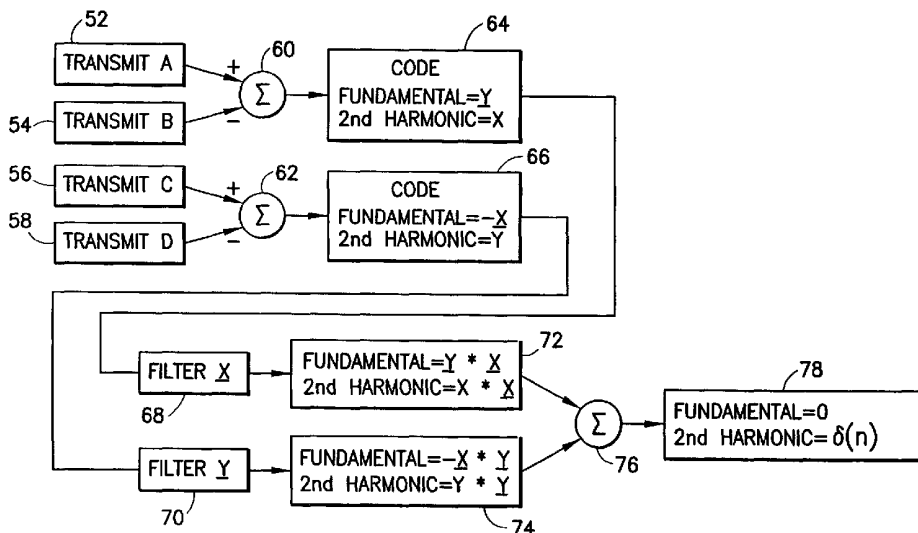 52
TRANSMIT A
54
TRANSMIT B
+
−
60
Σ
64
CODE
FUNDAMENTAL=Y
2nd HARMONIC=X
56
TRANSMIT C
58
TRANSMIT D
+
−
62
Σ
66
CODE
FUNDAMENTAL=-X
2nd HARMONIC=Y
FILTER X
68
72
FUNDAMENTAL=Y * X
2nd HARMONIC=X * X
FILTER Y
70
FUNDAMENTAL=-X * Y
2nd HARMONIC=Y * Y
74
Σ
76
78
FUNDAMENTAL=0
2nd HARMONIC=δ(n)